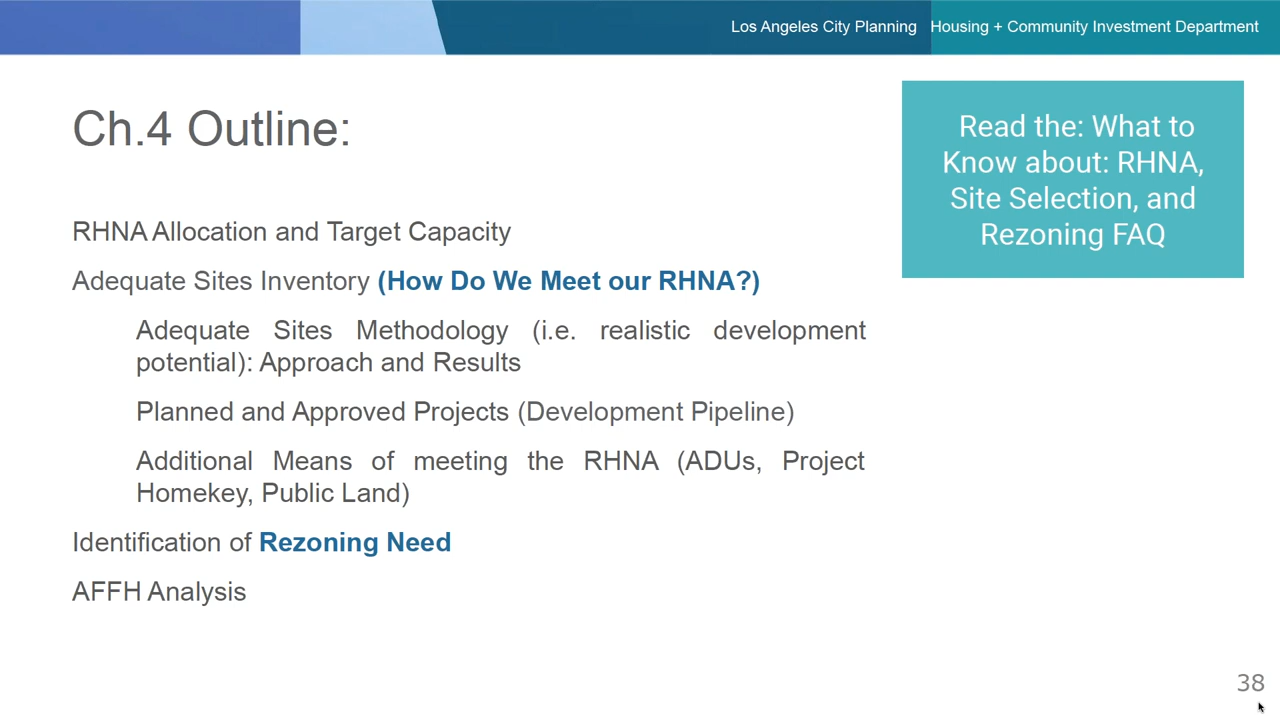 Los Angeles City Planning Housing + Community Investment Department
Ch.4 Outline:
Read the: What to
Know about: RHNA,
Site Selection, and
Rezoning FAQ
RHNA Allocation and Target Capacity
Adequate Sites Inventory (How Do We Meet our RHNA?)
Adequate Sites Methodology (i.e. realistic development
potential): Approach and Results
Planned and Approved Projects (Development Pipeline)
Additional Means of meeting the RHNA (ADUs, Project
Homekey, Public Land)
Identification of Rezoning Need
AFFH Analysis
38